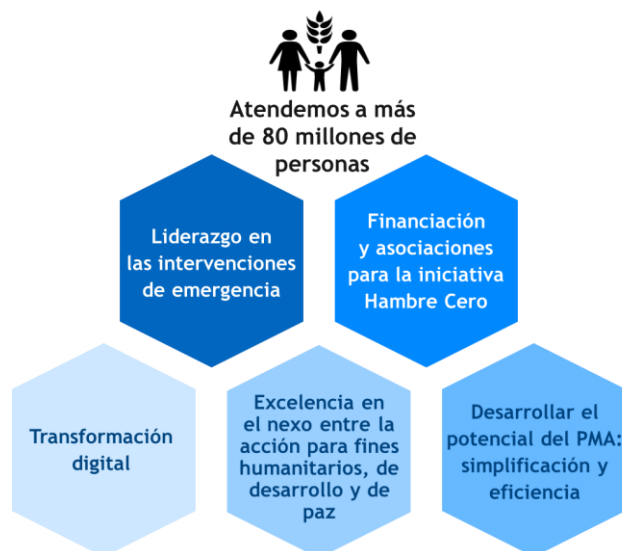 Atendemos a más
de 80 millones de
personas
Liderazgo en
las intervenciones
de emergencia
Financiación
y asociaciones
para la iniciativa
Hambre Cero
Transformación
digital
Excelencia en
el nexo entre la
acción para fines
humanitarios, de
desarrollo y de
paz
Desarrollar el
potencial del PMA:
simplificación y
eficiencia